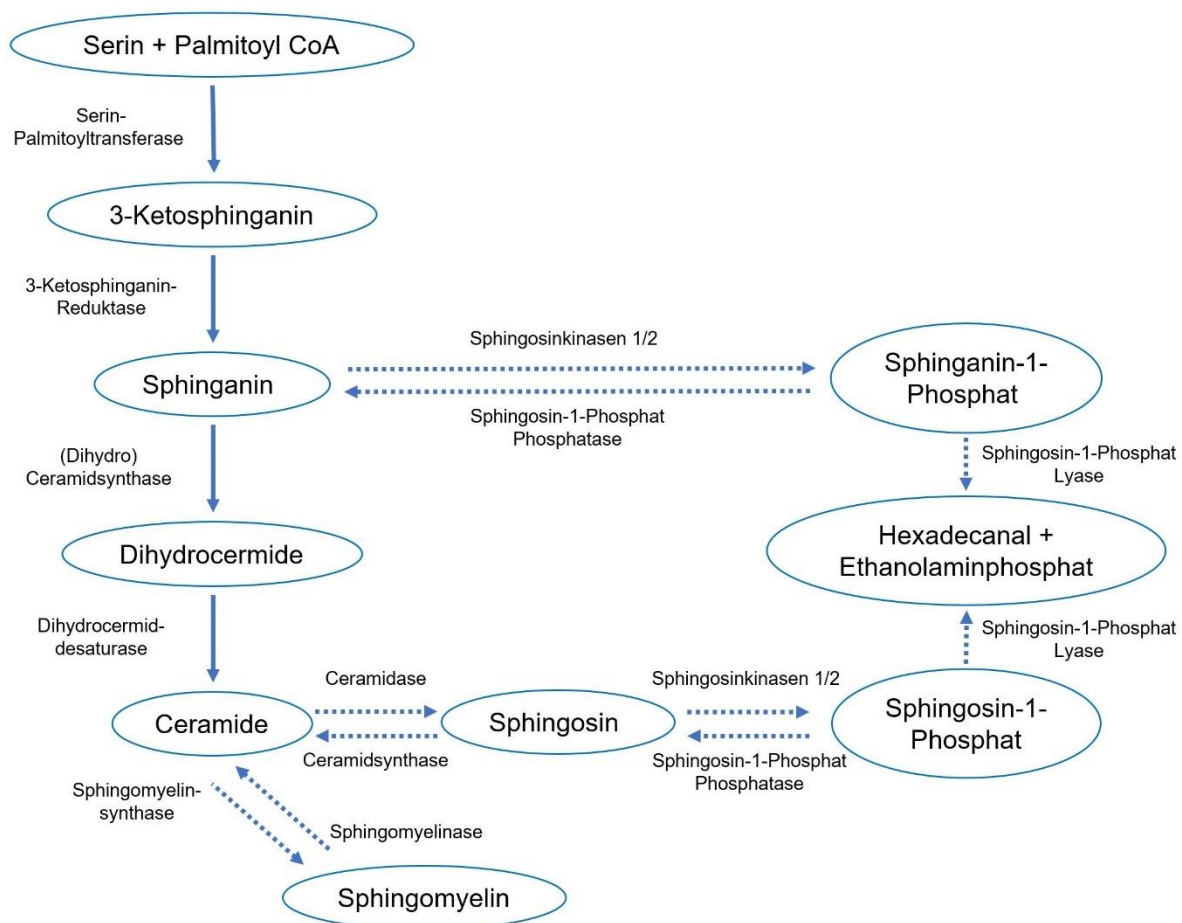 Serin + Palmitoyl CoA
Serin-
Palmitoyltransferase
3-Ketosphinganin
3-Ketosphinganin-
Reduktase
Sphingosinkinasen 1/2
Sphinganin
Sphinganin-1-
Phosphat
Sphingosin-1-Phosphat
Phosphatase
(Dihydro)
Ceramidsynthase
Sphingosin-1-Phosphat
Lyase
Dihydrocermide
Hexadecanal +
Ethanolaminphosphat
Dihydrocermid-
desaturase
Sphingosin-1-Phosphat
Lyase
Ceramidase
Sphingosinkinasen 1/2
Ceramide
Sphingosin
Sphingosin-1-
Phosphat
Ceramidsynthase
Sphingosin-1-Phosphat
Phosphatase
Sphingomyelin-
synthase
Sphingomyelinase
Sphingomyelin